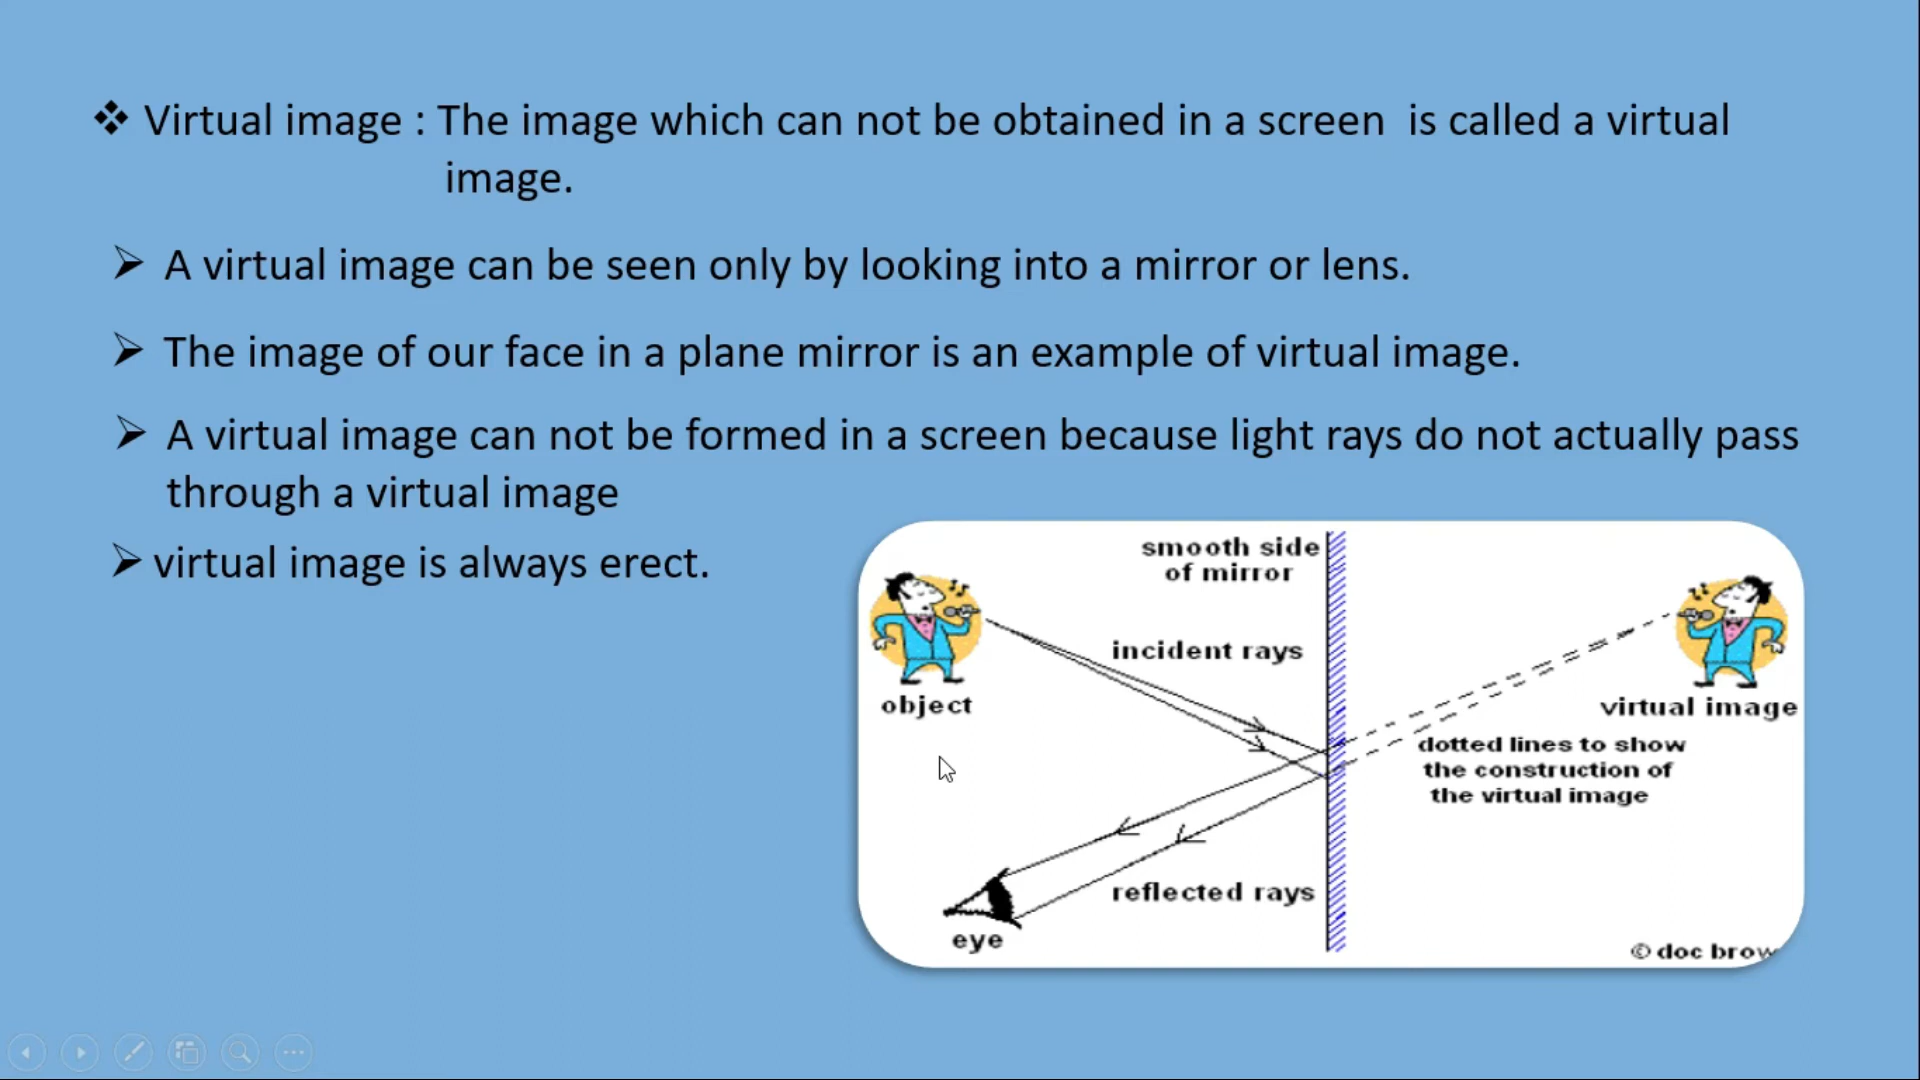 ❖ Virtual image : The image which can not be obtained in a screen is called a virtual
image.
➢ A virtual image can be seen only by looking into a mirror or lens.
➢ The image of our face in a plane mirror is an example of virtual image.
➢ A virtual image can not be formed in a screen because light rays do not actually pass
through a virtual image
➢ virtual image is always erect.
smooth side
of mirror
incident rays
object
virtual image
dotted lines to show
the construction of
the virtual image
reflected rays
eye
© doc brow